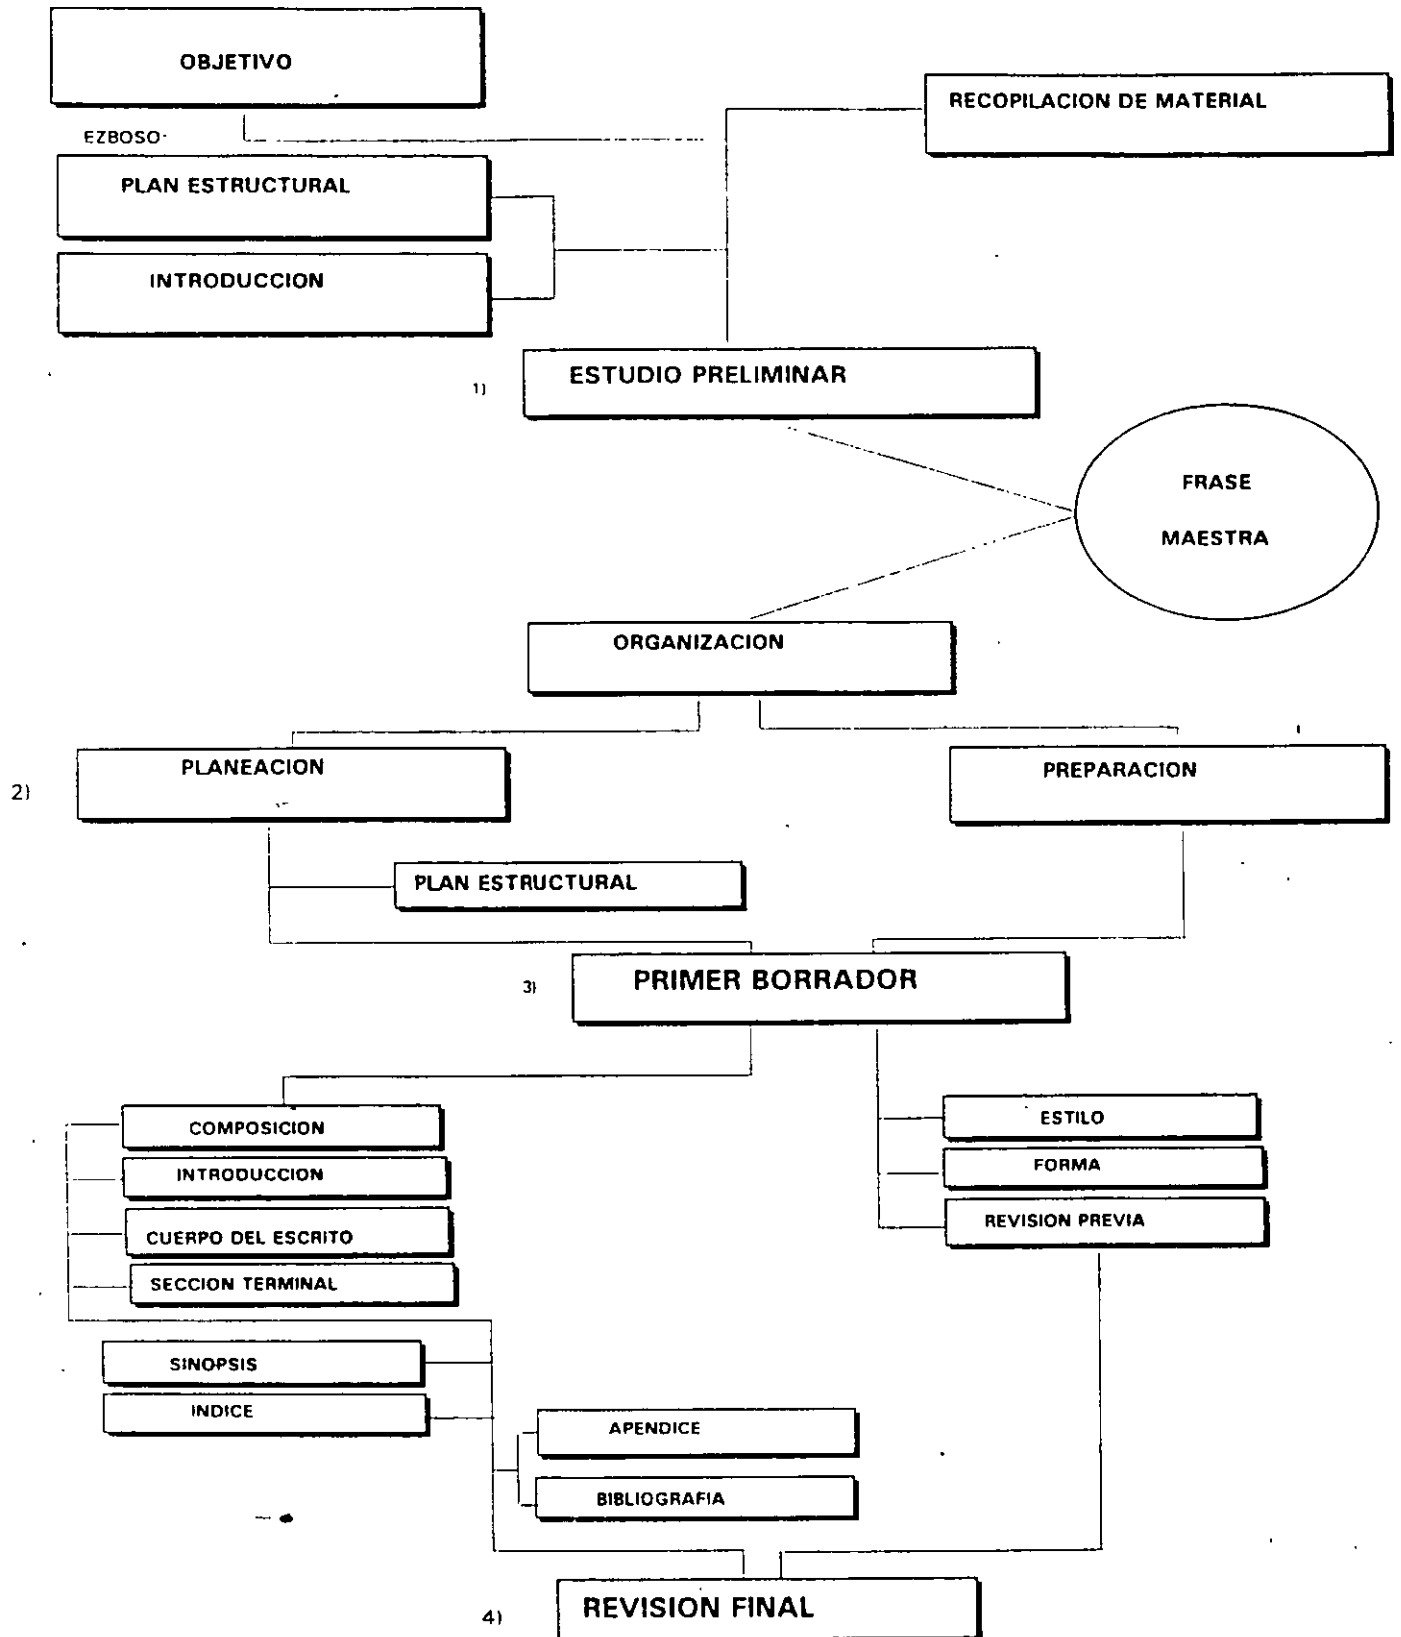 OBJETIVO
RECOPILACION DE MATERIAL
EZBOSO
PLAN ESTRUCTURAL
INTRODUCCION
1) ESTUDIO PRELIMINAR
FRASE
MAESTRA
ORGANIZACION
2) PLANEACION
PREPARACION
PLAN ESTRUCTURAL
3) PRIMER BORRADOR
COMPOSICION
INTRODUCCION
CUERPO DEL ESCRITO
SECCION TERMINAL
ESTILO
FORMA
REVISION PREVIA
SINOPSIS
INDICE
APENDICE
BIBLIOGRAFIA
4) REVISION FINAL